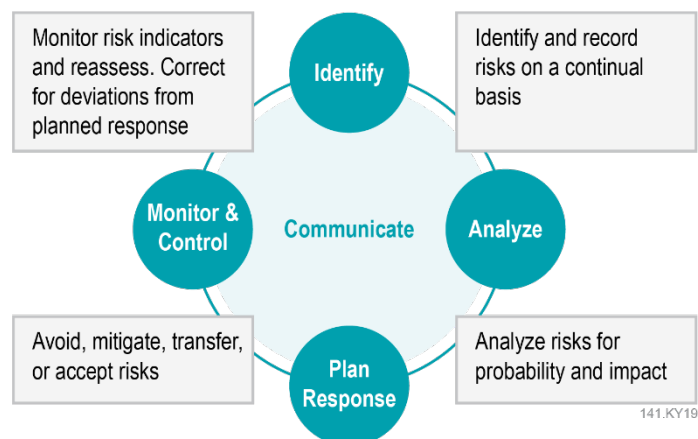 Monitor risk indicators
and reassess. Correct
for deviations from
planned response
Identify
Identify and record
risks on a continual
basis
Monitor &
Control
Communicate
Analyze
Avoid, mitigate, transfer,
or accept risks
Plan
Response
Analyze risks for
probability and impact
141.KY19